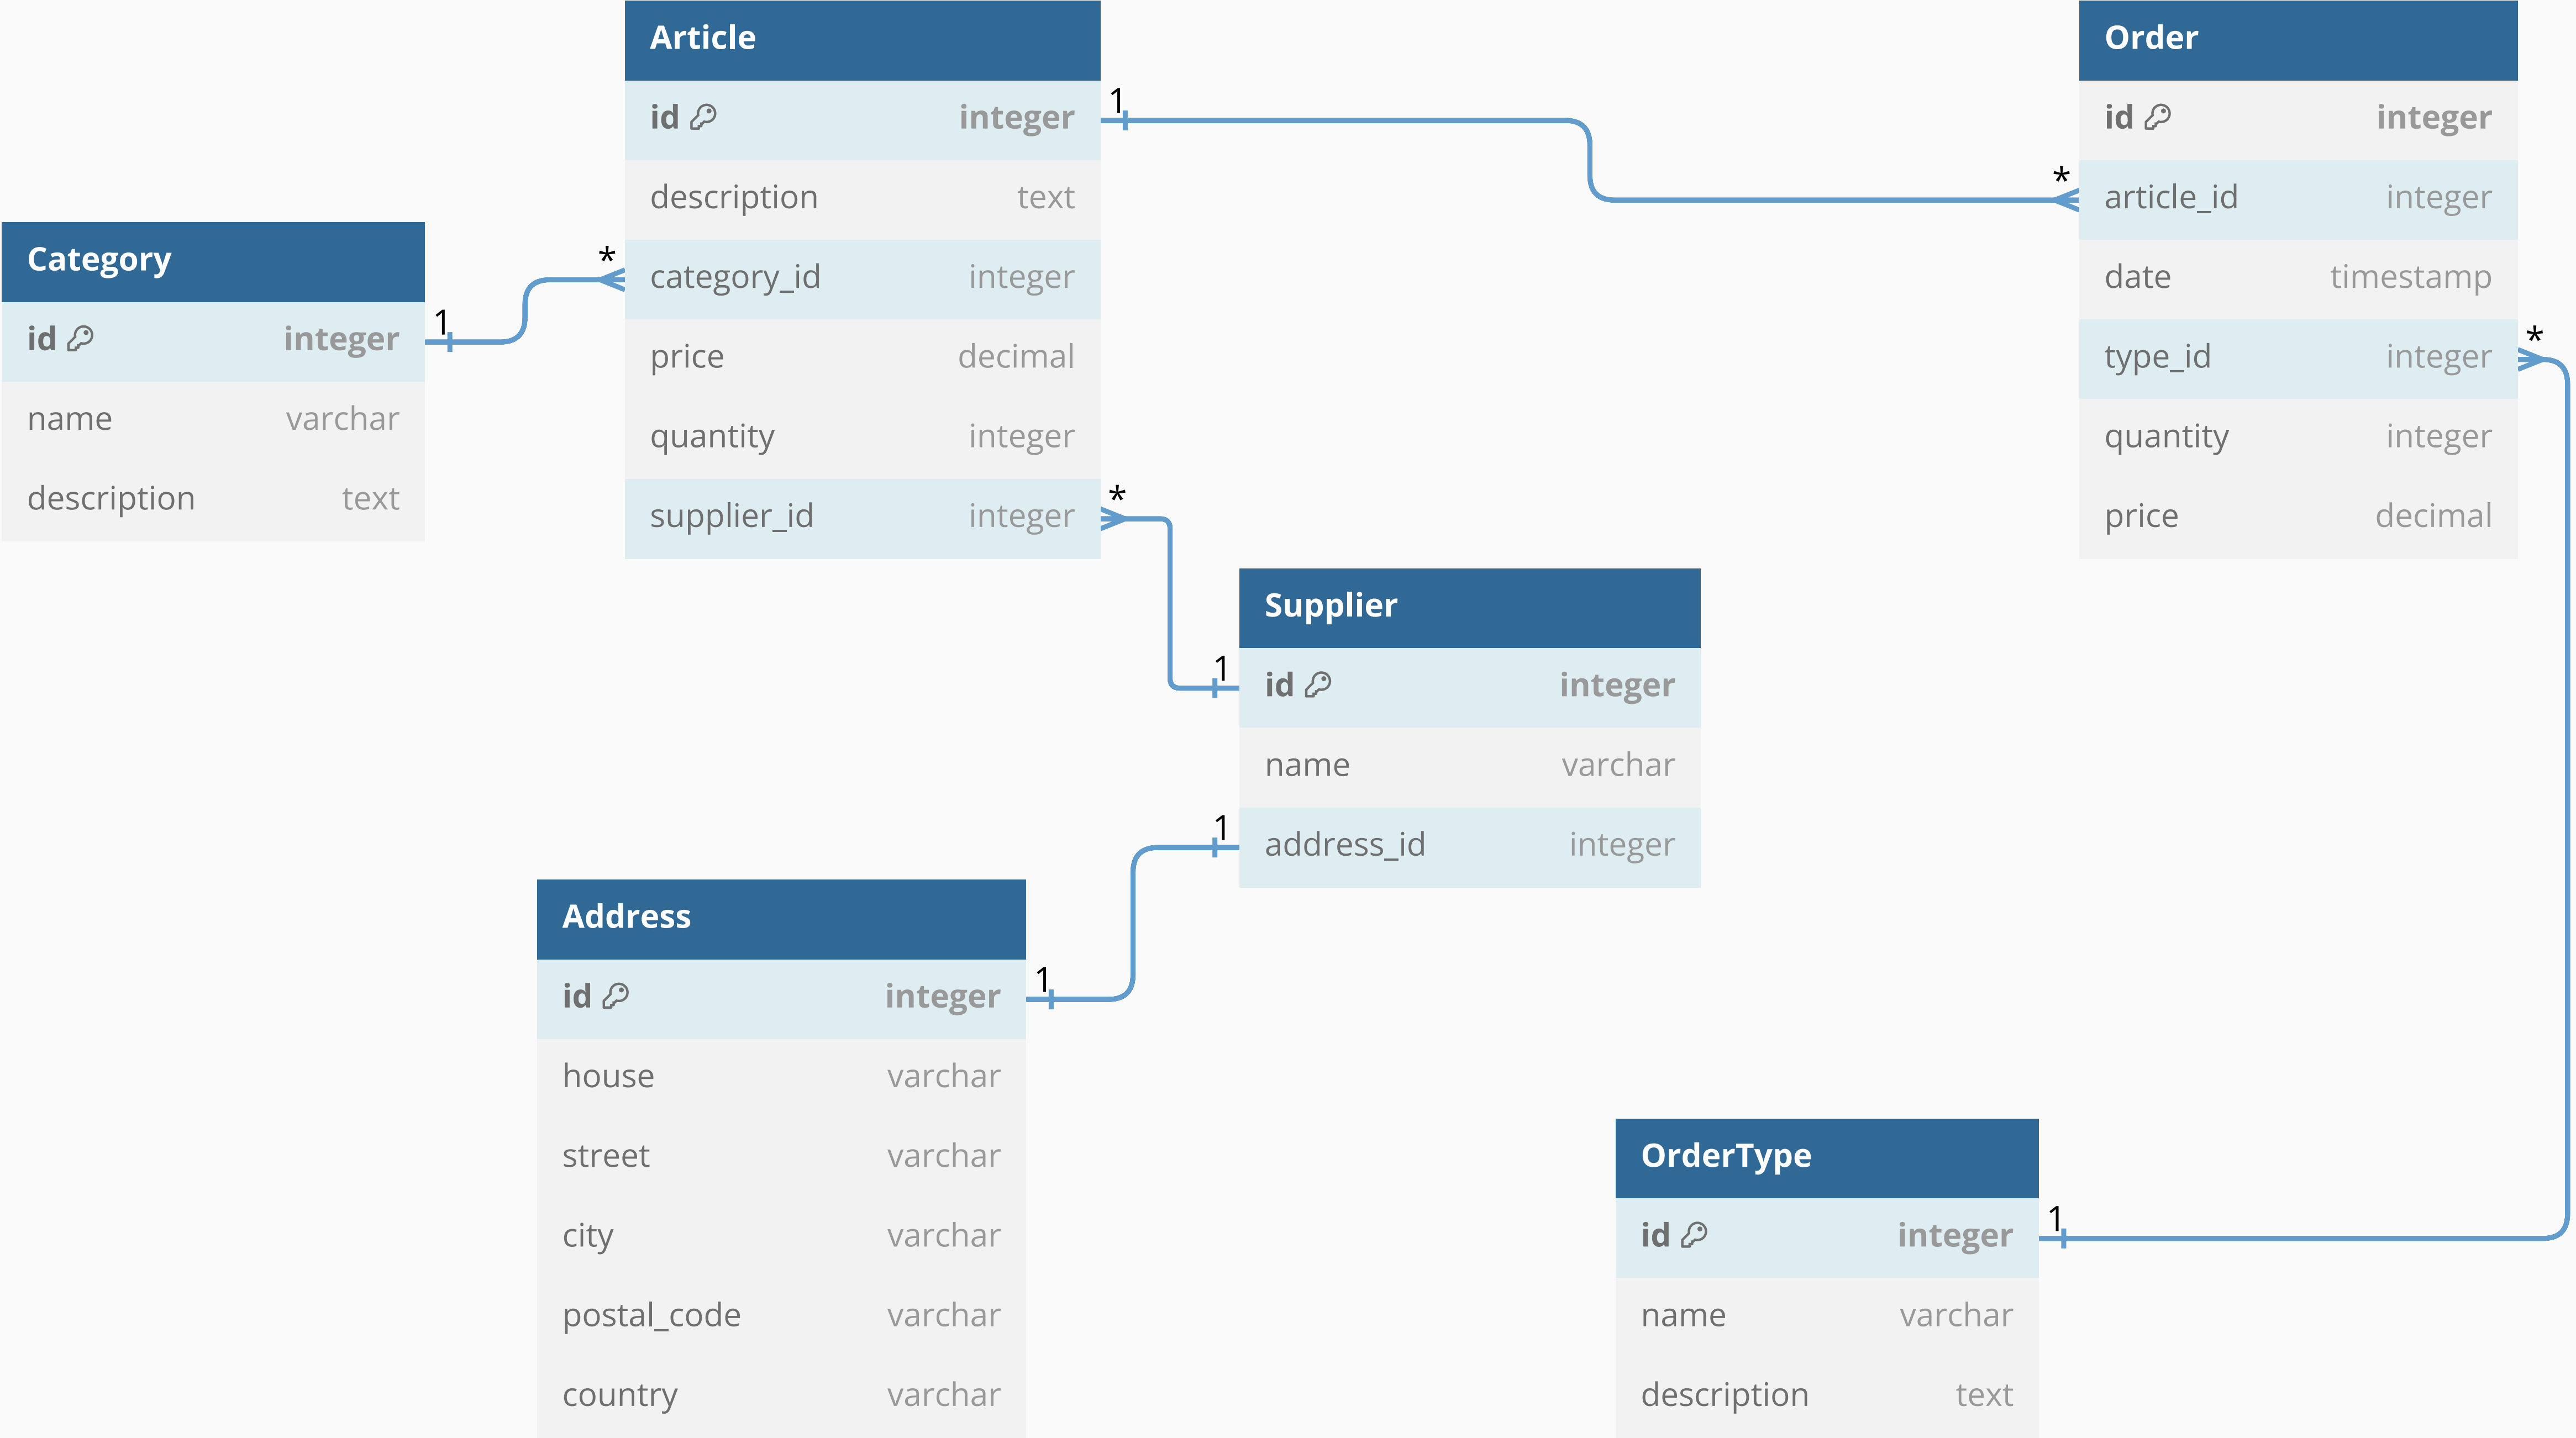 Category
id integer
name varchar
description text
Article
id integer
description text
category_id integer
price decimal
quantity integer
supplier_id integer
Order
id integer
article_id integer
date timestamp
type_id integer
quantity integer
price decimal
Supplier
id integer
name varchar
address_id integer
Address
id integer
house varchar
street varchar
city varchar
postal_code varchar
country varchar
OrderType
id integer
name varchar
description text
1
*
1
*
*
1
1
1
*
1